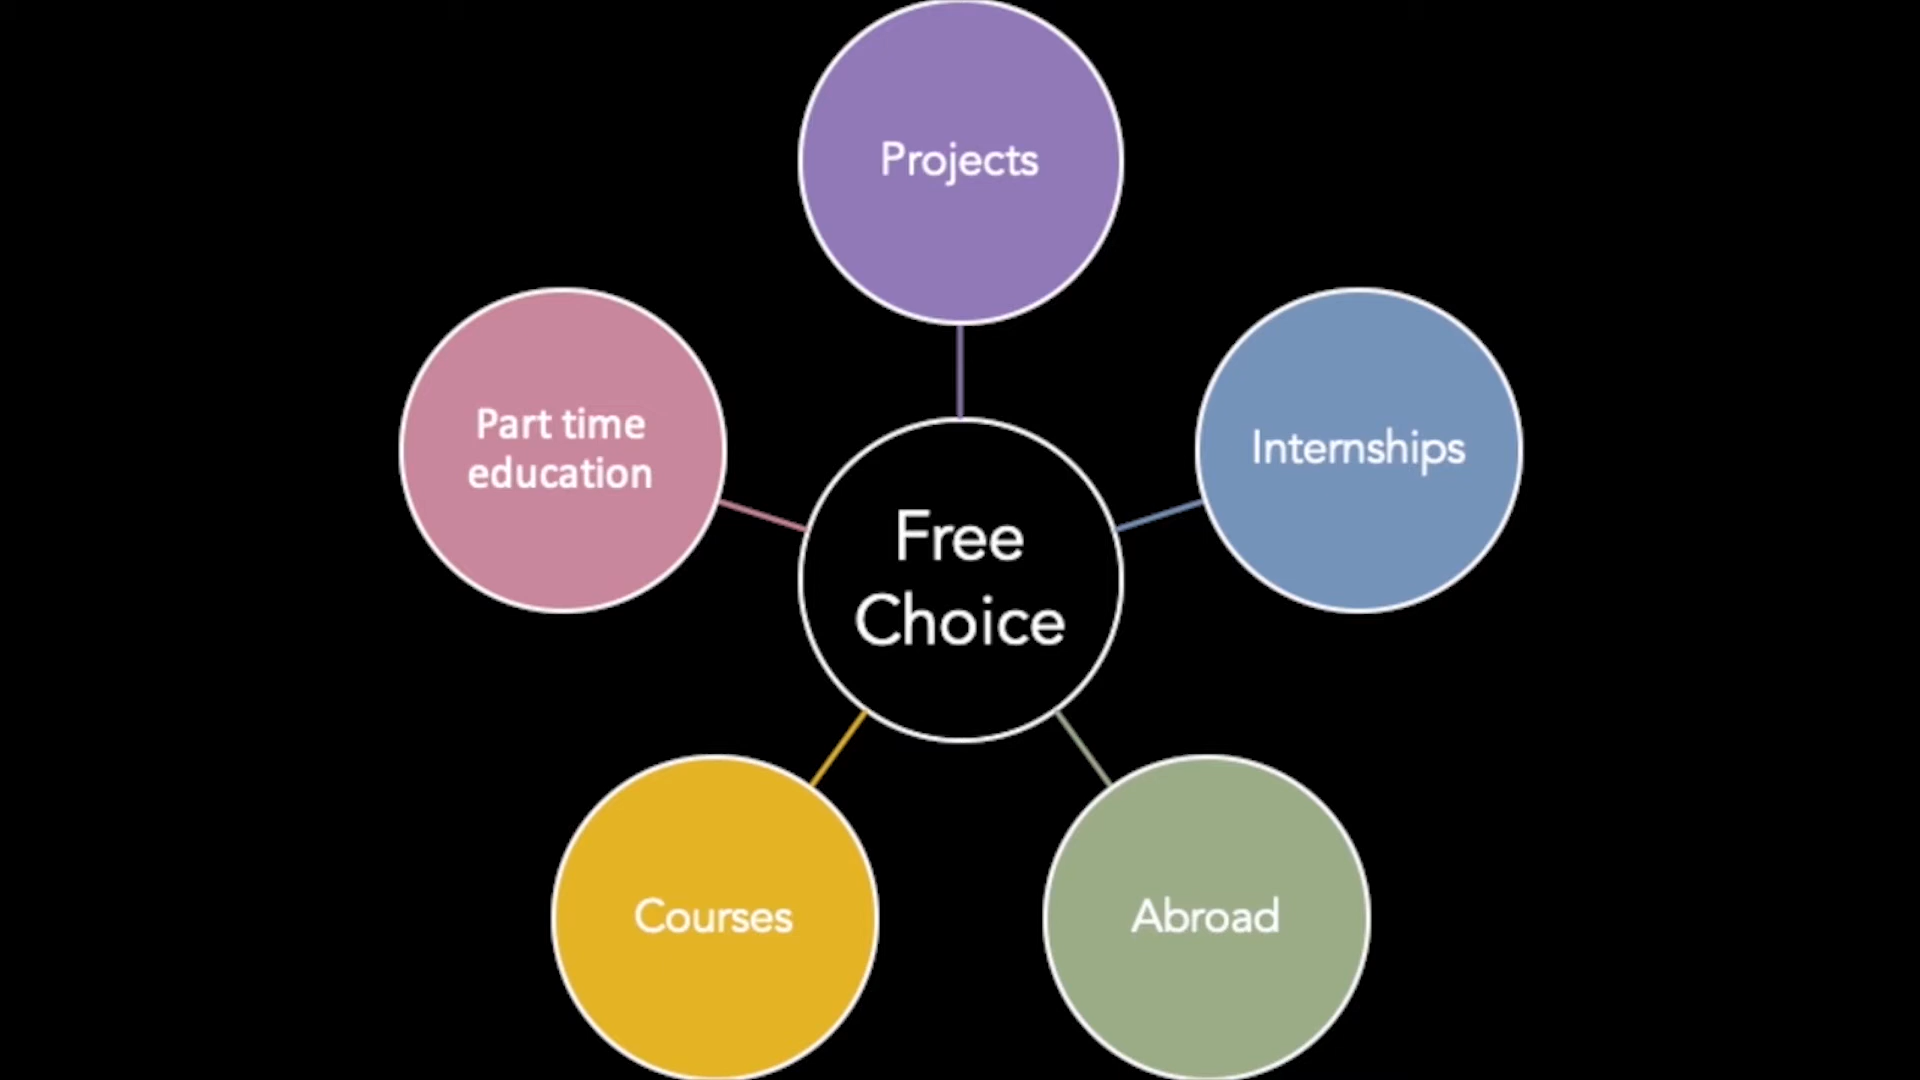 Projects
Part time
education
Internships
Free
Choice
Courses
Abroad